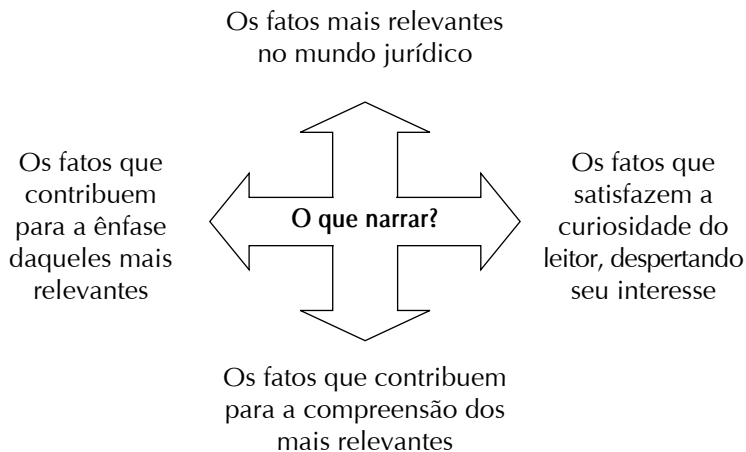 Os fatos mais relevantes
no mundo jurídico
Os fatos que
contribuem
para a ênfase
daqueles mais
relevantes
O que narrar?
Os fatos que
satisfazem a
curiosidade do
leitor, despertando
seu interesse
Os fatos que contribuem
para a compreensão dos
mais relevantes